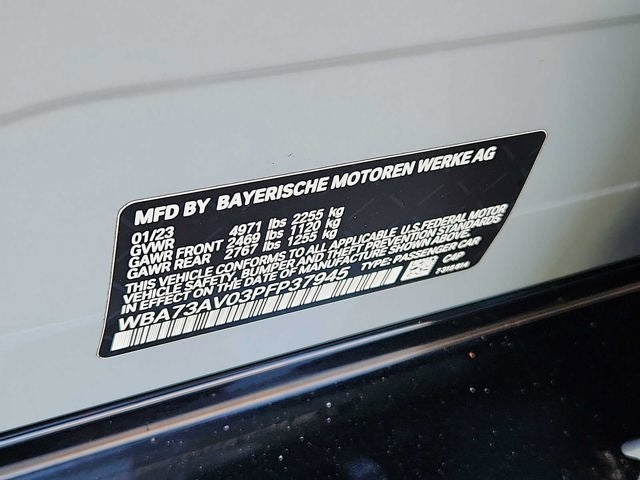 MFD BY BAYERISCHE MOTOREN WERKE AG
01/23
GVWR 4971 lbs 2255 kg
GAWR FRONT 2469 lbs 1120 kg
GAWR REAR 2767 lbs 1255 kg
THIS VEHICLE CONFORMS TO ALL APPLICABLE U.S. FEDERAL MOTOR
VEHICLE SAFETY, BUMPER AND THEFT PREVENTION STANDARDS
IN EFFECT ON THE DATE OF MANUFACTURE SHOWN ABOVE.
WBA73AV03PFP37945 TYPE: PASSENGER CAR
C4P